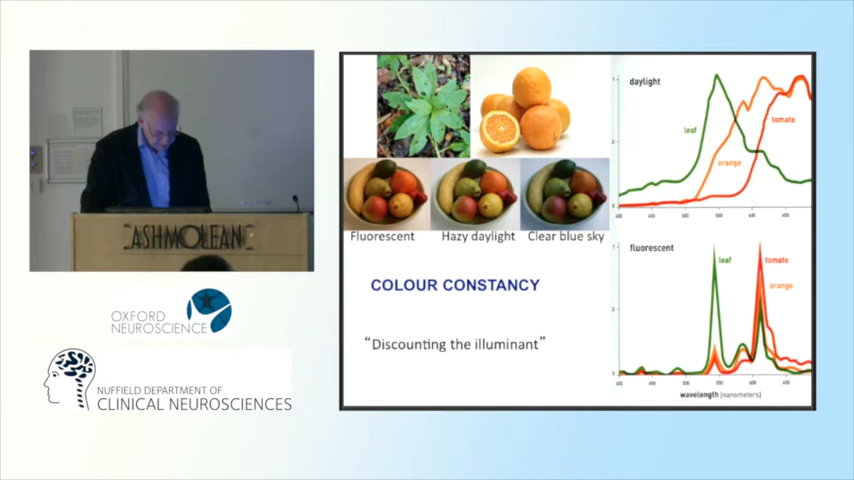 ASHMOLEAN
OXFORD
NEUROSCIENCE
NUFFIELD DEPARTMENT OF
CLINICAL NEUROSCIENCES
Fluorescent
Hazy daylight
Clear blue sky
COLOUR CONSTANCY
“Discounting the illuminant”
daylight
leaf
orange
tomato
fluorescent
leaf
tomato
orange
wavelength (nanometers)